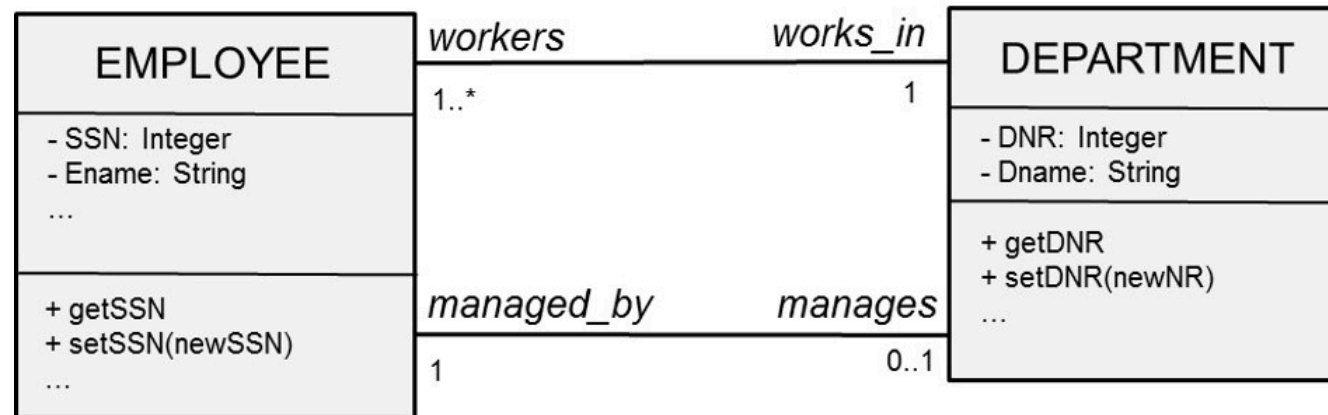 EMPLOYEE
- SSN: Integer
- Ename: String
...
+ getSSN
+ setSSN(newSSN)
...
workers
works_in
1..*
1
managed_by
manages
1
0..1
DEPARTMENT
- DNR: Integer
- Dname: String
+ getDNR
+ setDNR(newNR)
...